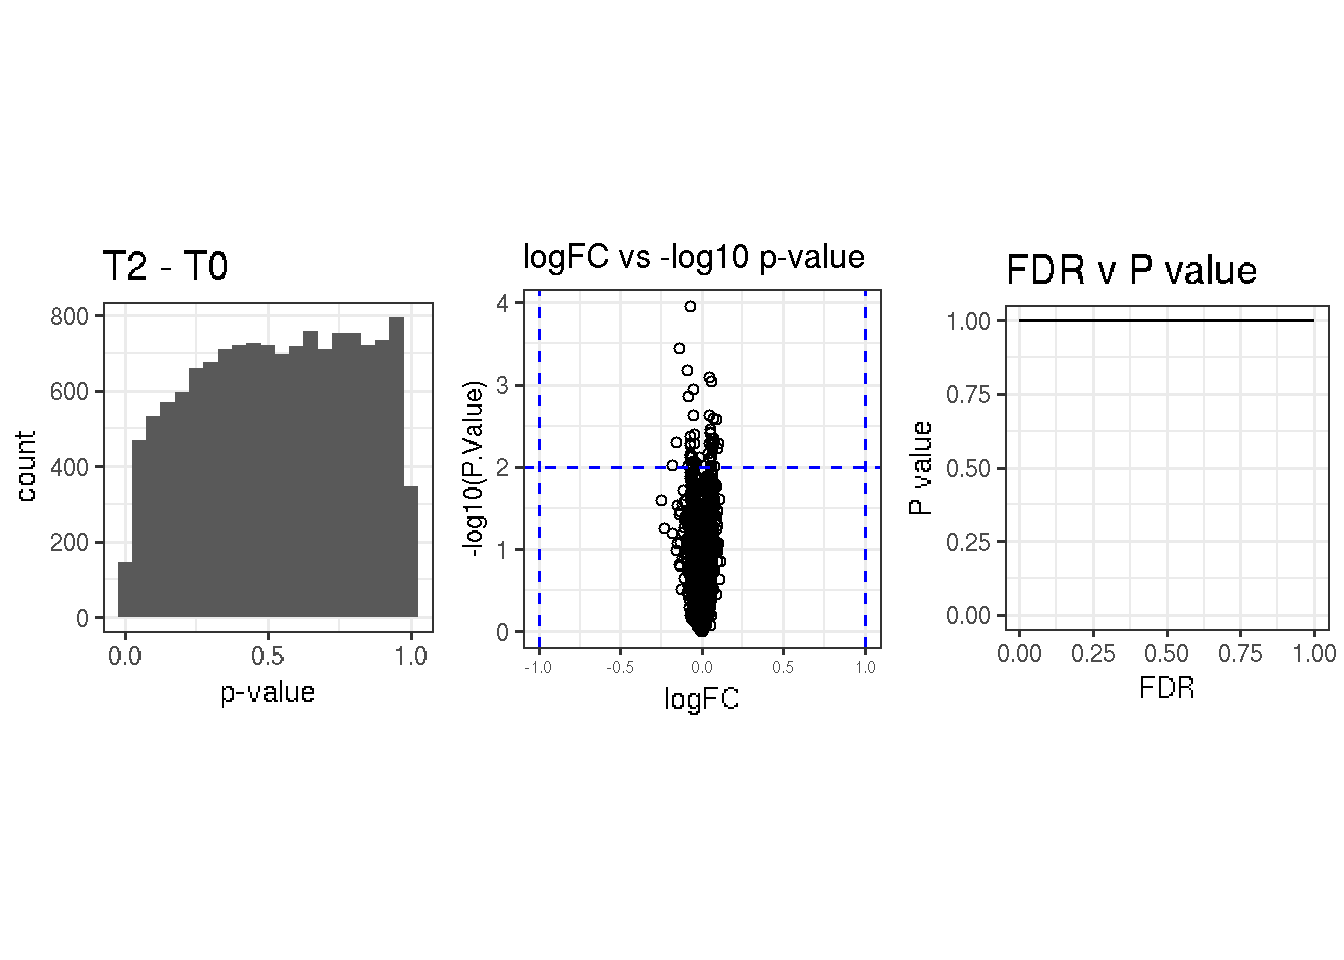 T2 - T0
800
600
400
200
0
count
0.0 0.5 1.0
p-value
logFC vs -log10 p-value
4
3
2
1
0
-log10(P.Value)
-1.0 -0.5 0.0 0.5 1.0
logFC
FDR v P value
1.00
0.75
0.50
0.25
0.00
P value
0.00 0.25 0.50 0.75 1.00
FDR